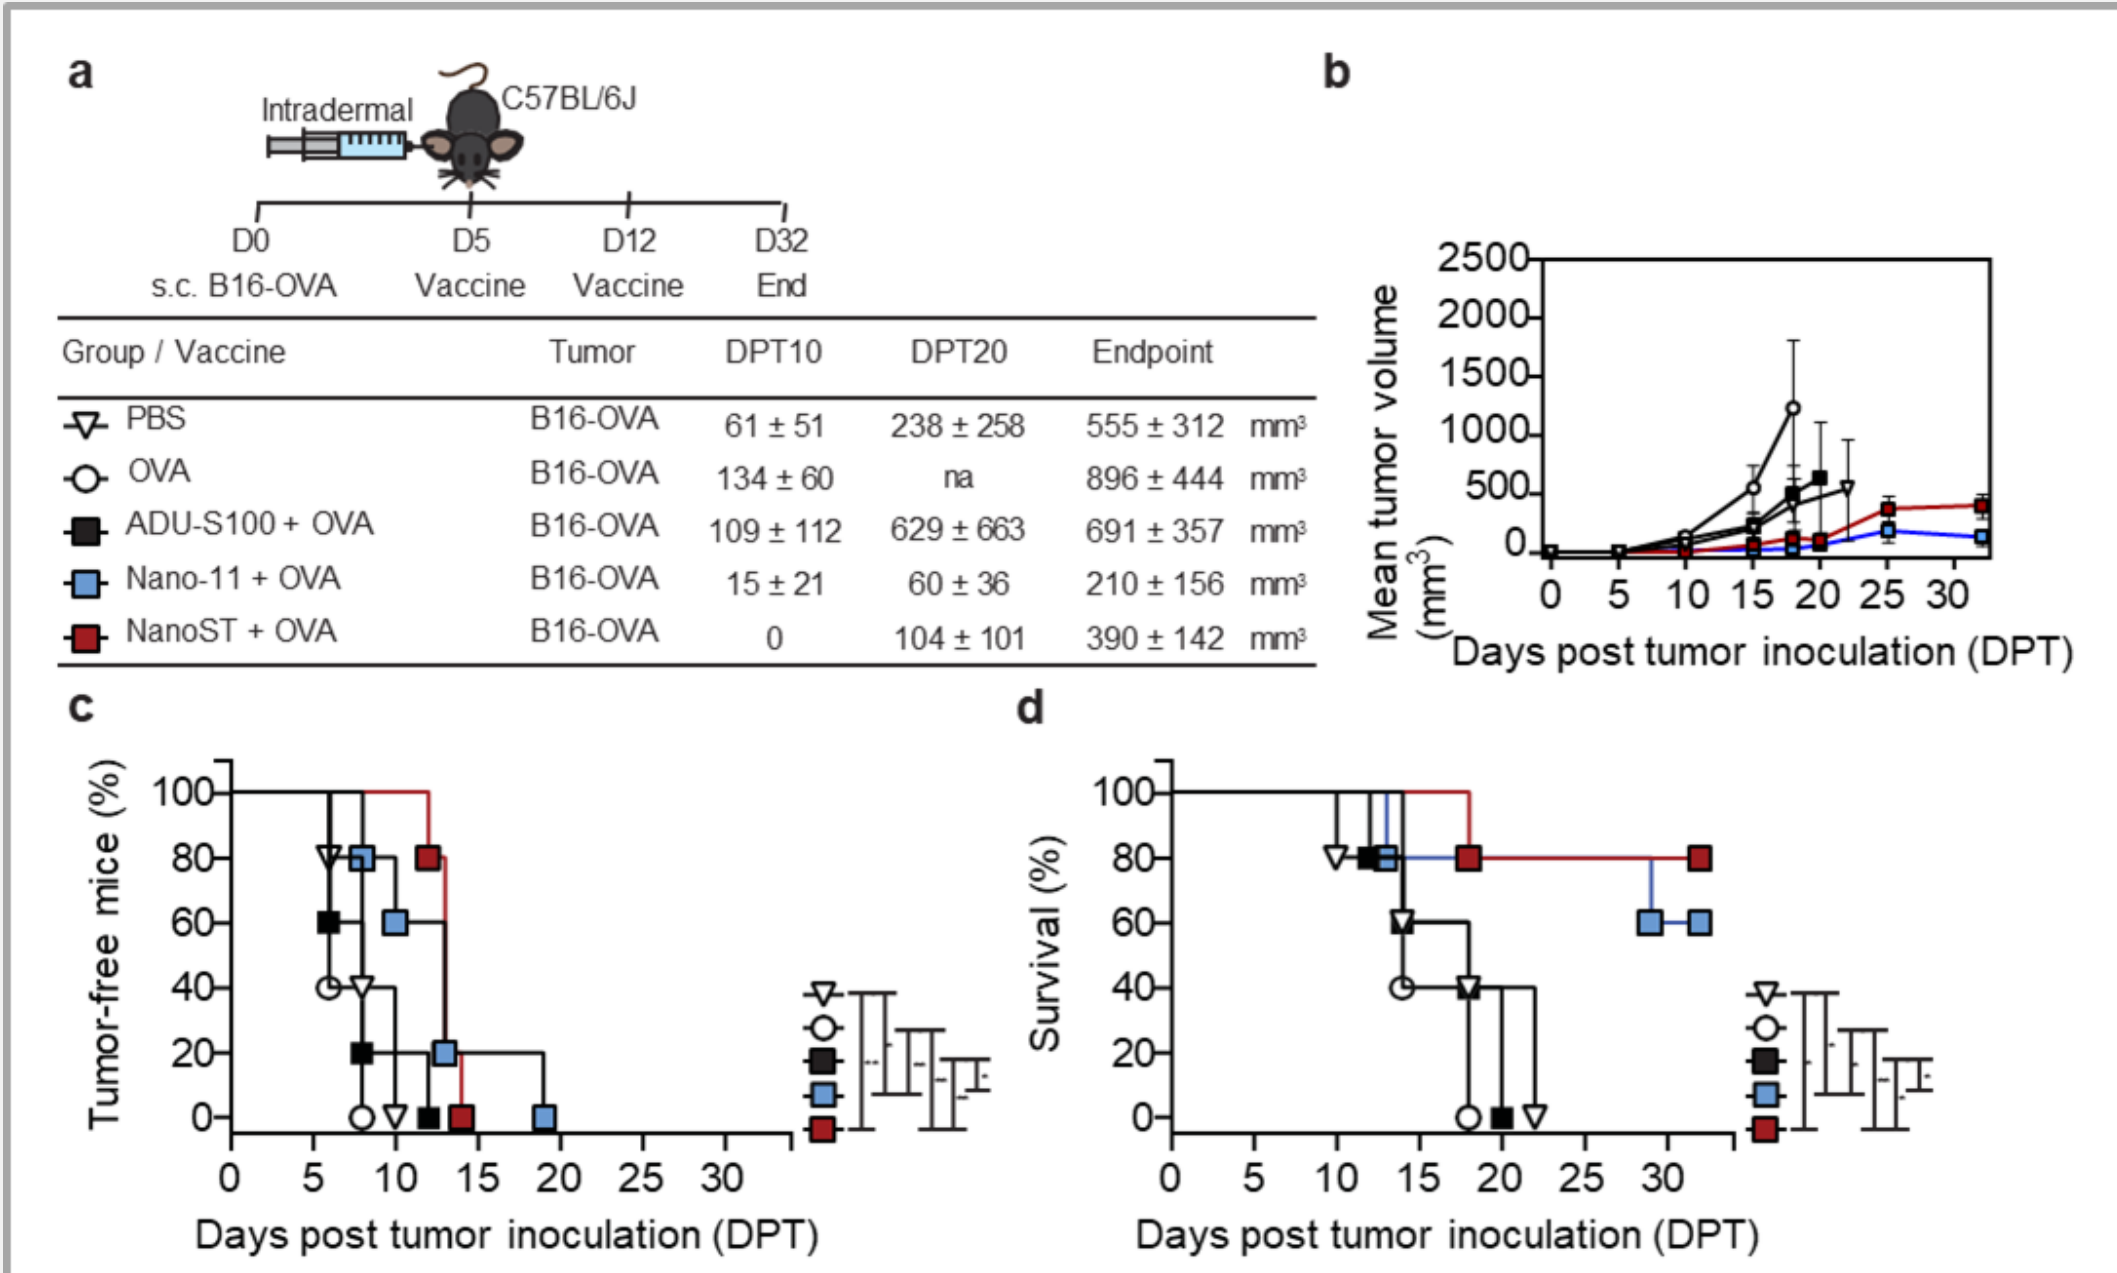 a
Intradermal
C57BL/6J
D0 D5 D12 D32
s.c. B16-OVA Vaccine Vaccine End
Group / Vaccine Tumor DPT10 DPT20 Endpoint
PBS B16-OVA 61 ± 51 238 ± 258 555 ± 312 mm³
OVA B16-OVA 134 ± 60 na 896 ± 444 mm³
ADU-S100 + OVA B16-OVA 109 ± 112 629 ± 663 691 ± 357 mm³
Nano-11 + OVA B16-OVA 15 ± 21 60 ± 36 210 ± 156 mm³
NanoST + OVA B16-OVA 0 104 ± 101 390 ± 142 mm³
b
Mean tumor volume
(mm³)
2500
2000
1500
1000
500
0
0 5 10 15 20 25 30
Days post tumor inoculation (DPT)
c
Tumor-free mice (%)
100
80
60
40
20
0
0 5 10 15 20 25 30
Days post tumor inoculation (DPT)
d
Survival (%)
100
80
60
40
20
0
0 5 10 15 20 25 30
Days post tumor inoculation (DPT)